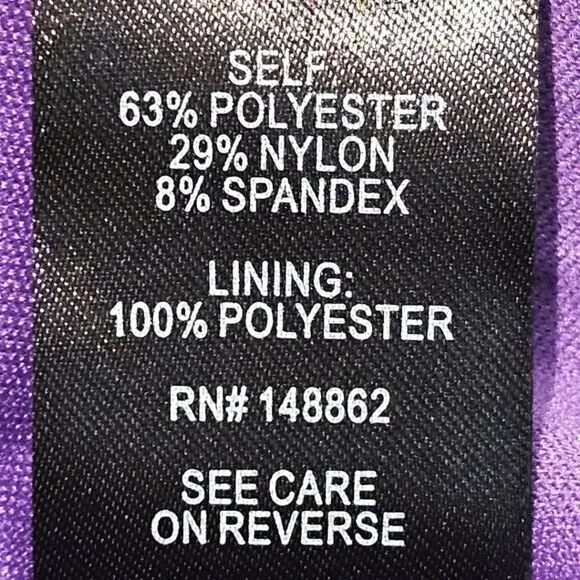 SELF
63% POLYESTER
29% NYLON
8% SPANDEX
LINING:
100% POLYESTER
RN# 148862
SEE CARE
ON REVERSE